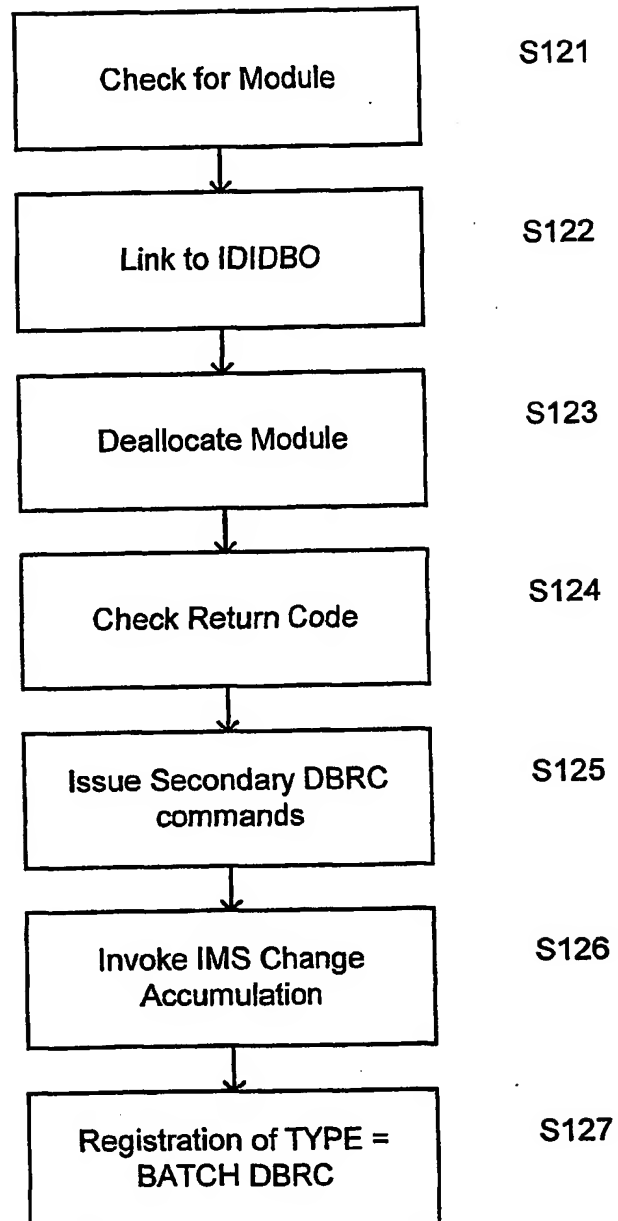 Check for Module
S121
Link to IDIDBO
S122
Deallocate Module
S123
Check Return Code
S124
Issue Secondary DBRC
commands
S125
Invoke IMS Change
Accumulation
S126
Registration of TYPE =
BATCH DBRC
S127